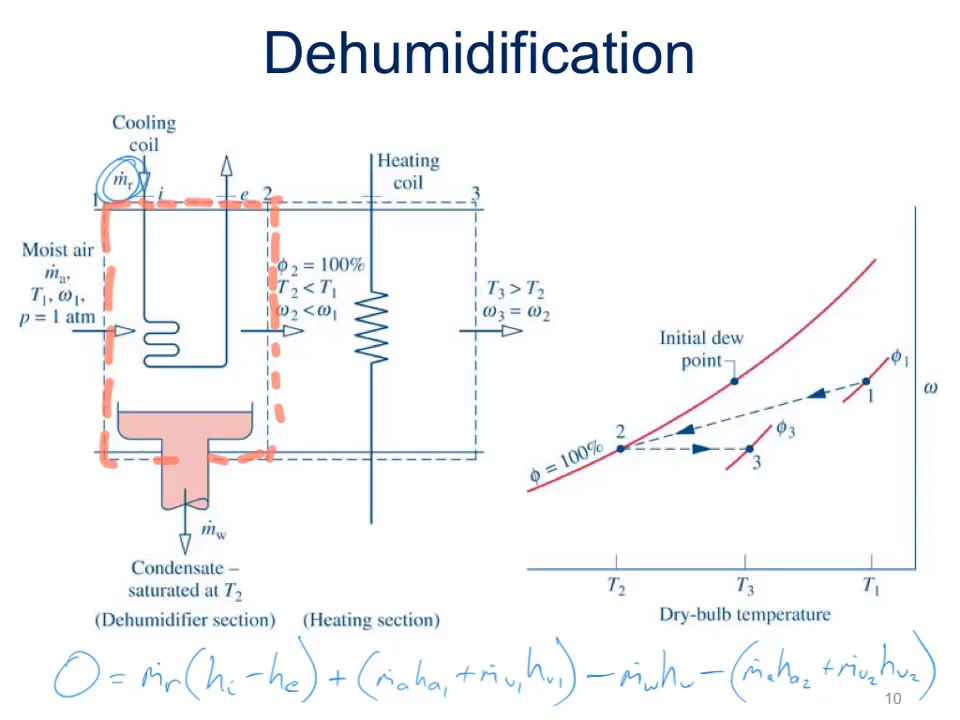 Dehumidification
Cooling
coil
ṁr
i
e
1
2
3
Heating
coil
Moist air
ṁa,
T1, ω1,
p = 1 atm
ϕ2 = 100%
T2 < T1
ω2 < ω1
T3 > T2
ω3 = ω2
ṁw
Condensate –
saturated at T2
(Dehumidifier section)
(Heating section)
Initial dew
point
ϕ1
1
ω
2
ϕ3
3
ϕ = 100%
T2
T3
T1
Dry-bulb temperature
0 = ṁr(hi - he) + (ṁa ha1 + ṁv1 hv1) - ṁw hw - (ṁa ha2 + ṁv2 hv2)
10